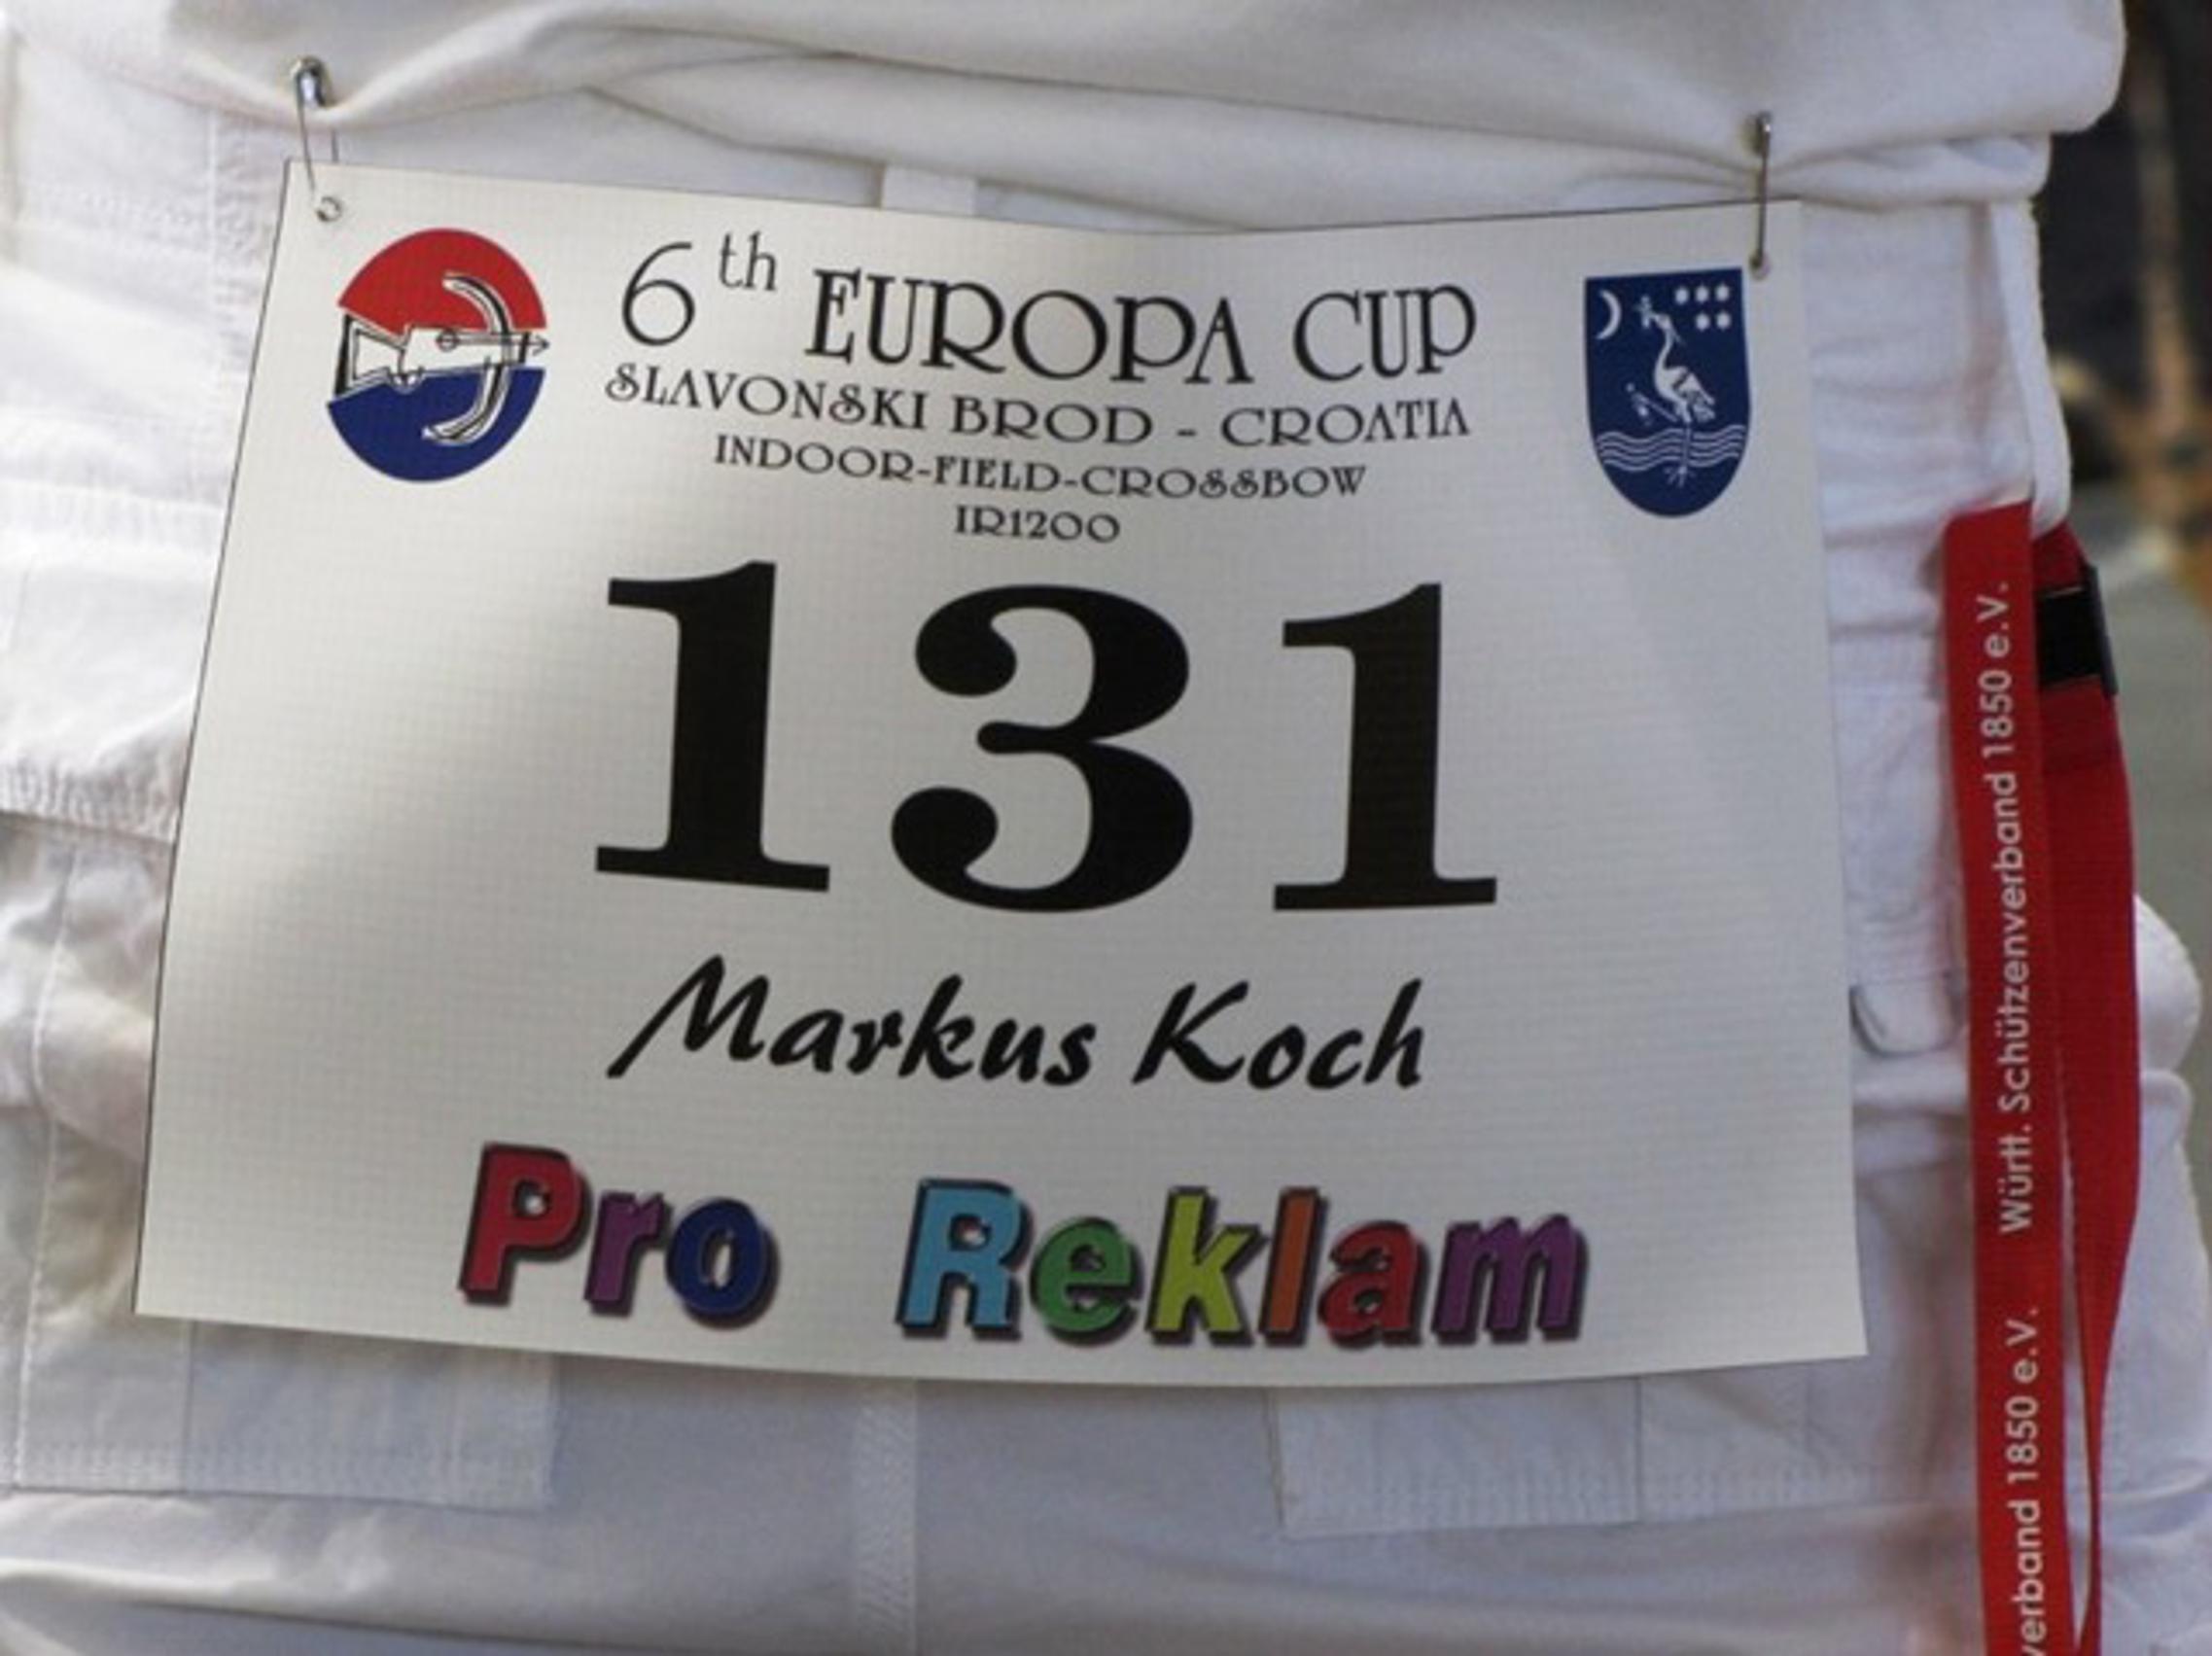 6th EUROPA CUP
SLAVONSKI BROD - CROATIA
INDOOR-FIELD-CROSSBOW
IR1200
131
Markus Koch
Pro Reklam
Württ. Schützenverband 1850 e.V.
verband 1850 e.V.